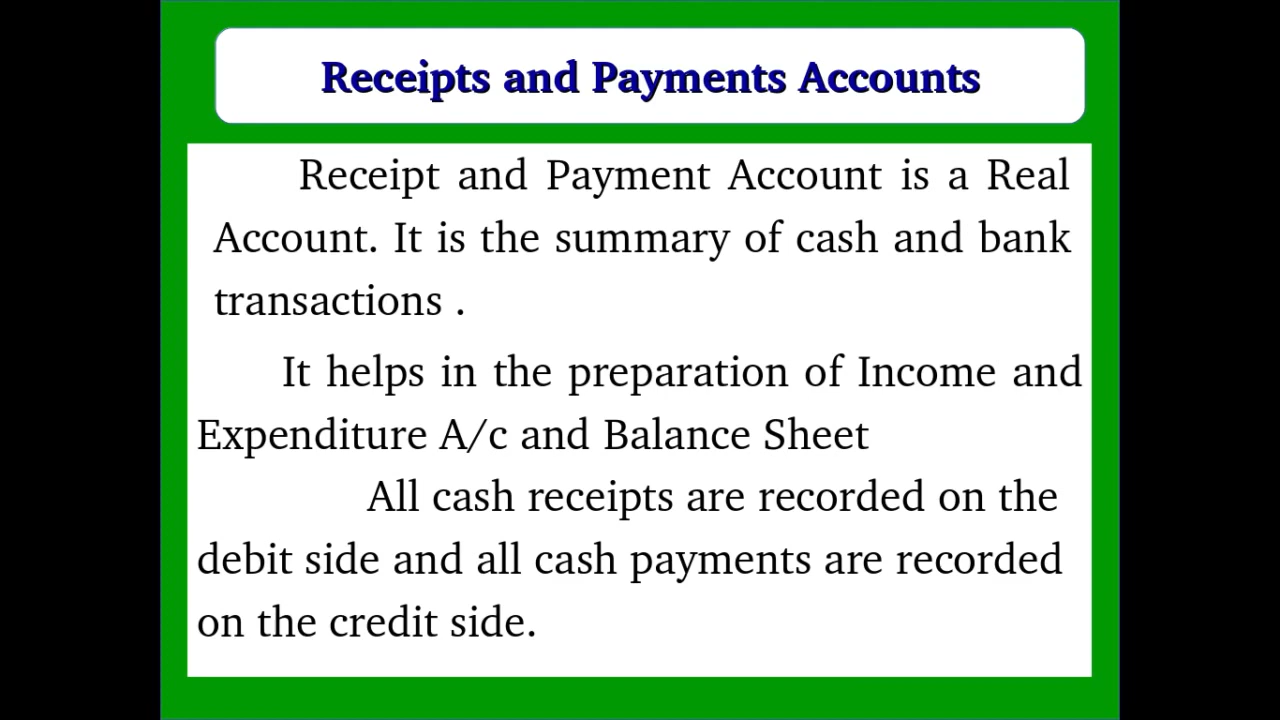 Receipts and Payments Accounts
Receipt and Payment Account is a Real
Account. It is the summary of cash and bank
transactions .
It helps in the preparation of Income and
Expenditure A/c and Balance Sheet
All cash receipts are recorded on the
debit side and all cash payments are recorded
on the credit side.